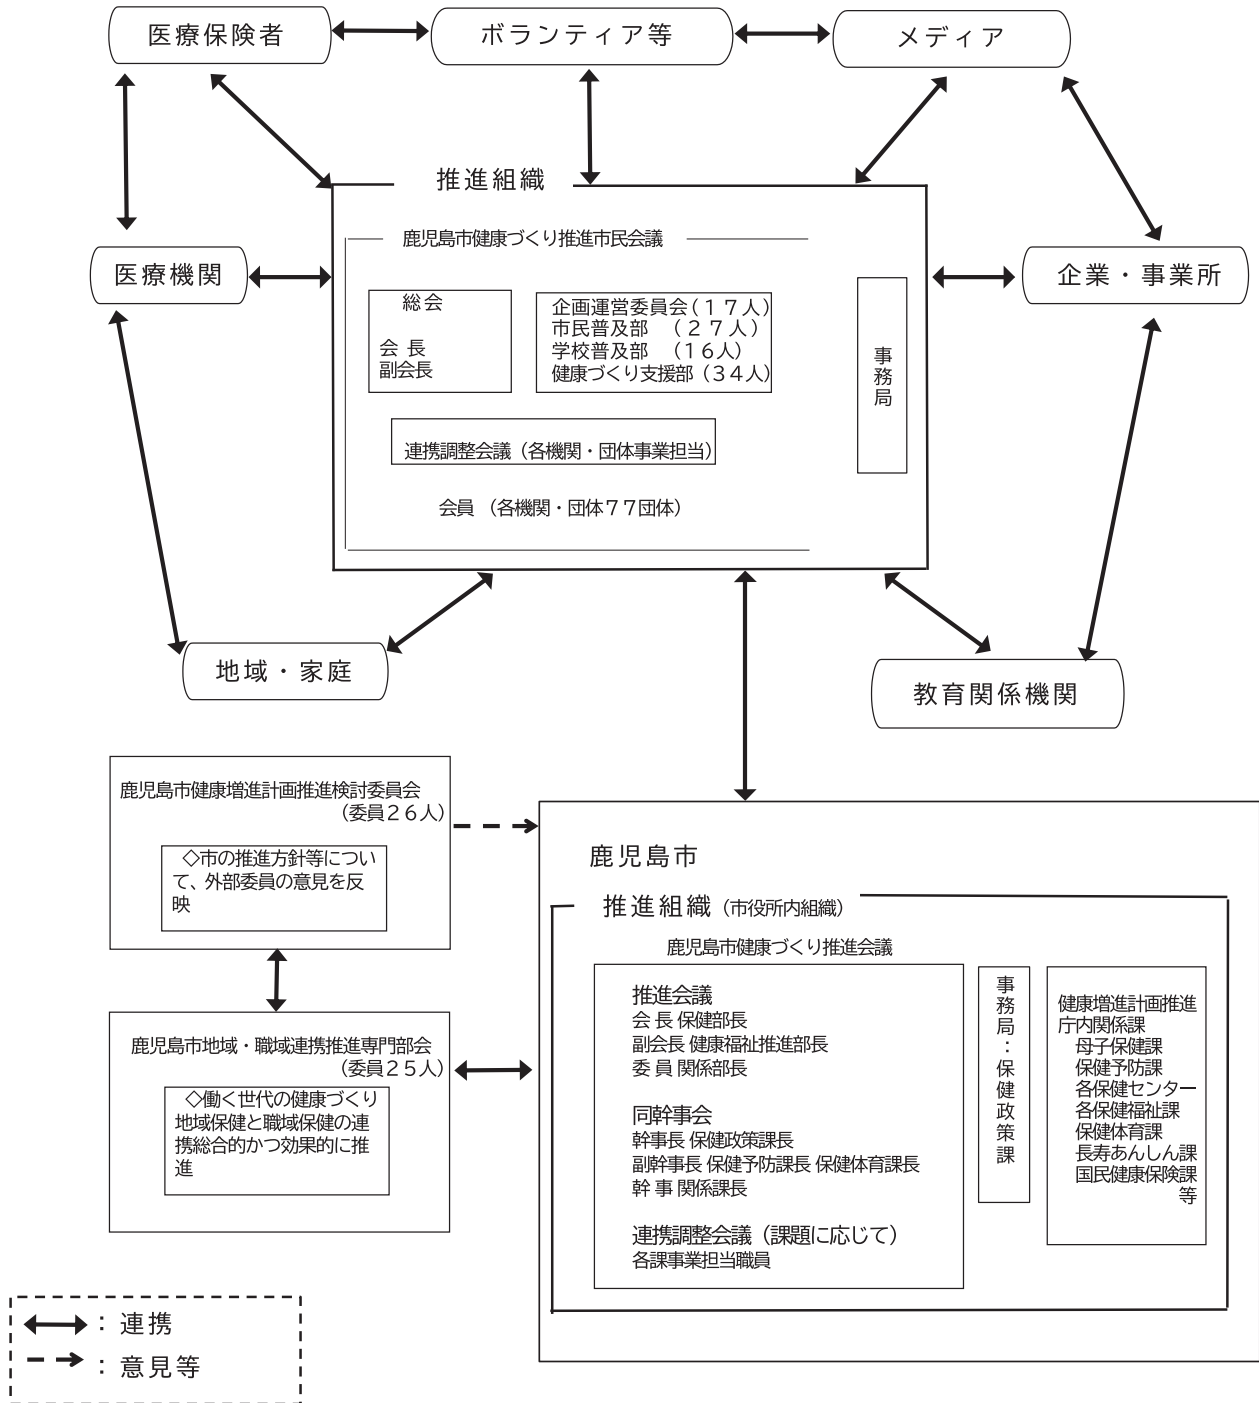 医療保険者
ボランティア等
メディア
推進組織
鹿児島市健康づくり推進市民会議
医療機関
企業・事業所
総会
会 長
副会長
企画運営委員会(１７人)
市民普及部 (２７人)
学校普及部 (１６人)
健康づくり支援部(３４人)
事務局
連携調整会議(各機関・団体事業担当)
会員 (各機関・団体７７団体)
地域・家庭
教育関係機関
鹿児島市健康増進計画推進検討委員会
(委員２６人)
◇市の推進方針等につい
て、外部委員の意見を反
映
鹿児島市地域・職域連携推進専門部会
(委員２５人)
◇働く世代の健康づくり
地域保健と職域保健の連
携総合的かつ効果的に推
進
鹿児島市
推進組織(市役所内組織)
鹿児島市健康づくり推進会議
推進会議
会 長 保健部長
副会長 健康福祉推進部長
委 員 関係部長
同幹事会
幹事長 保健政策課長
副幹事長 保健予防課長 保健体育課長
幹 事 関係課長
連携調整会議(課題に応じて)
各課事業担当職員
事務局：保健政策課
健康増進計画推進
庁内関係課
母子保健課
保健予防課
各保健センター
各保健福祉課
保健体育課
長寿あんしん課
国民健康保険課
等
：連携
：意見等